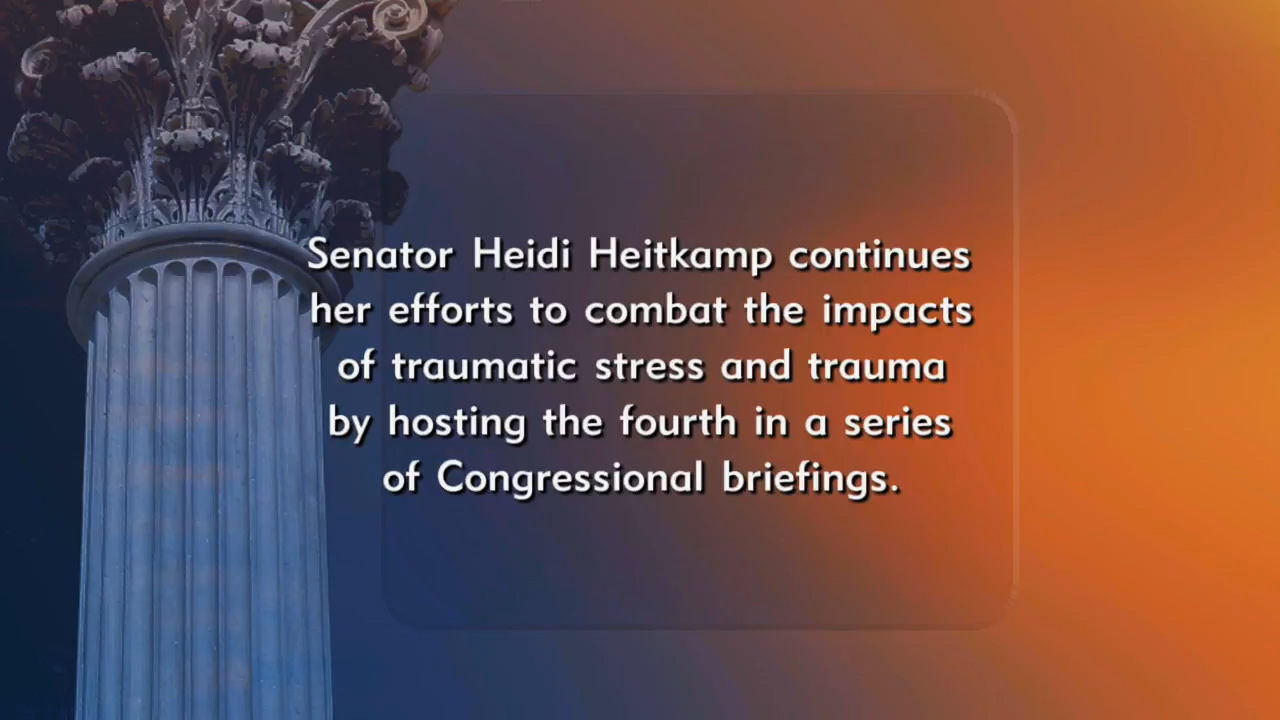 Senator Heidi Heitkamp continues
her efforts to combat the impacts
of traumatic stress and trauma
by hosting the fourth in a series
of Congressional briefings.